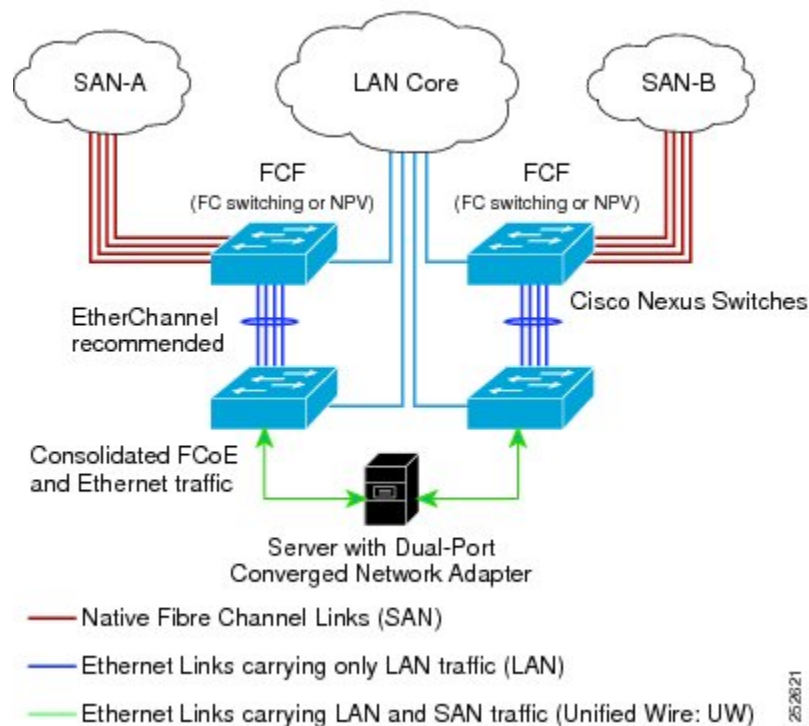 SAN-A
LAN Core
SAN-B
FCF
(FC switching or NPV)
FCF
(FC switching or NPV)
EtherChannel
recommended
Cisco Nexus Switches
Consolidated FCoE
and Ethernet traffic
Server with Dual-Port
Converged Network Adapter
Native Fibre Channel Links (SAN)
Ethernet Links carrying only LAN traffic (LAN)
Ethernet Links carrying LAN and SAN traffic (Unified Wire: UW)